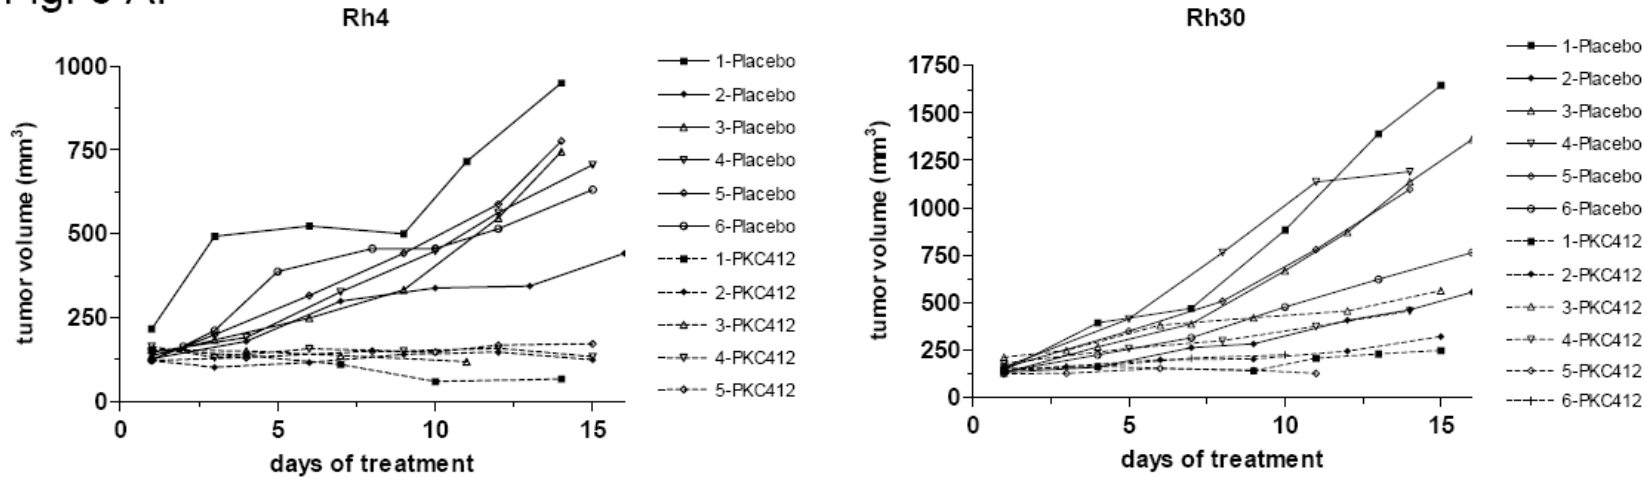 Fig. 3 A.
Rh4
1000
750
500
250
0
0
5
10
15
tumor volume (mm³)
days of treatment
1-Placebo
2-Placebo
3-Placebo
4-Placebo
5-Placebo
6-Placebo
1-PKC412
2-PKC412
3-PKC412
4-PKC412
5-PKC412
Rh30
1750
1500
1250
1000
750
500
250
0
0
5
10
15
tumor volume (mm³)
days of treatment
1-Placebo
2-Placebo
3-Placebo
4-Placebo
5-Placebo
6-Placebo
1-PKC412
2-PKC412
3-PKC412
4-PKC412
5-PKC412
6-PKC412